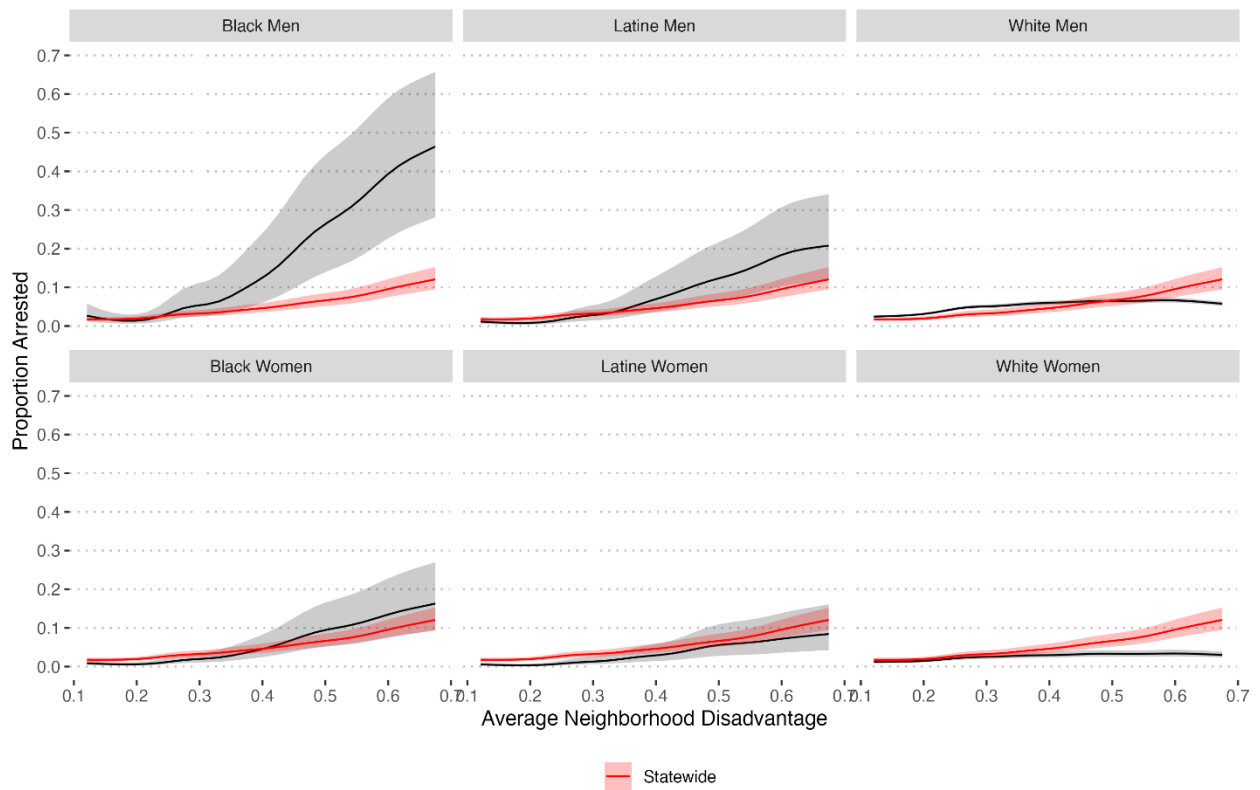 Black Men Latine Men White Men
0.7
0.6
0.5
0.4
0.3
0.2
0.1
0.0
Proportion Arrested
Black Women Latine Women White Women
0.7
0.6
0.5
0.4
0.3
0.2
0.1
0.0
0.1 0.2 0.3 0.4 0.5 0.6 0.7 0.1 0.2 0.3 0.4 0.5 0.6 0.7 0.1 0.2 0.3 0.4 0.5 0.6 0.7
Average Neighborhood Disadvantage
Statewide